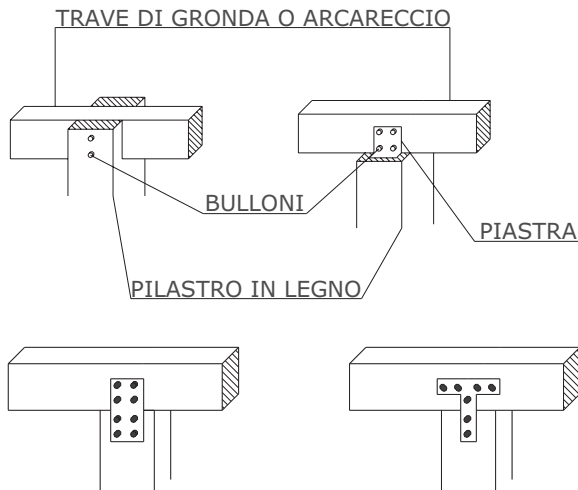 TRAVE DI GRONDA O ARCARECCIO
BULLONI
PIASTRA
PILASTRO IN LEGNO